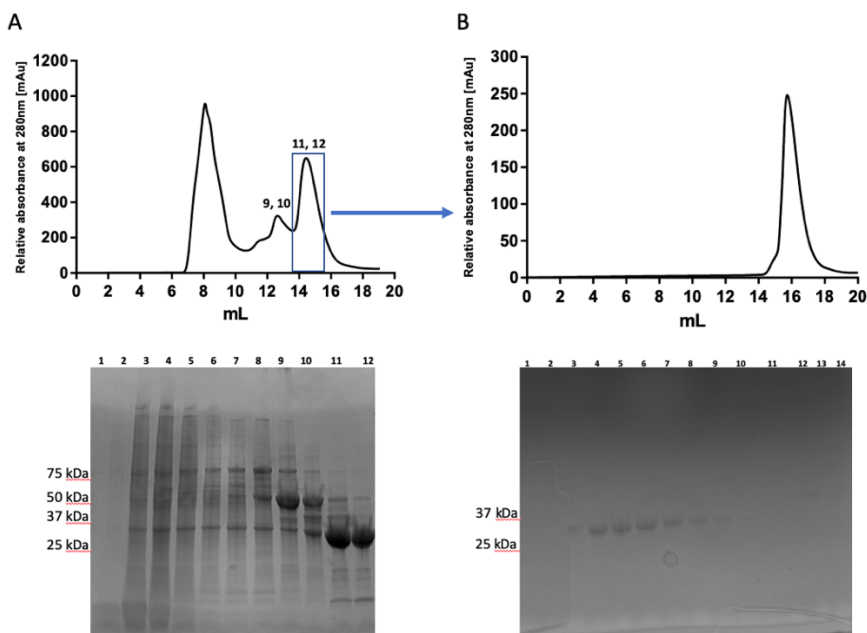 A
Relative absorbance at 280nm [mAu]
1200
1000
800
600
400
200
0
11, 12
9, 10
0 2 4 6 8 10 12 14 16 18 20
mL
B
Relative absorbance at 280nm [mAu]
300
250
200
150
100
50
0
0 2 4 6 8 10 12 14 16 18 20
mL
1 2 3 4 5 6 7 8 9 10 11 12
75 kDa
50 kDa
37 kDa
25 kDa
1 2 3 4 5 6 7 8 9 10 11 12 13 14
37 kDa
25 kDa